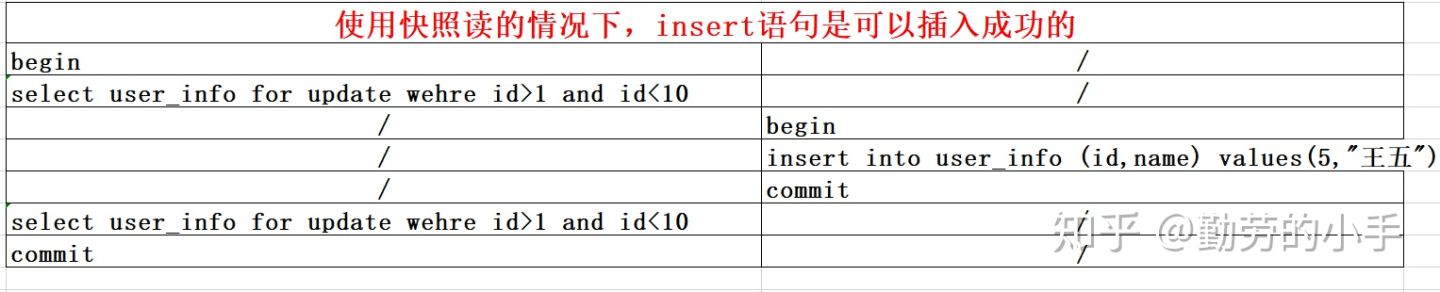 使用快照读的情况下，insert语句是可以插入成功的
begin /
select user_info for update wehre id>1 and id<10 /
/ begin
/ insert into user_info (id,name) values(5,"王五")
/ commit
select user_info for update wehre id>1 and id<10 /
commit /
知乎 @勤劳的小手